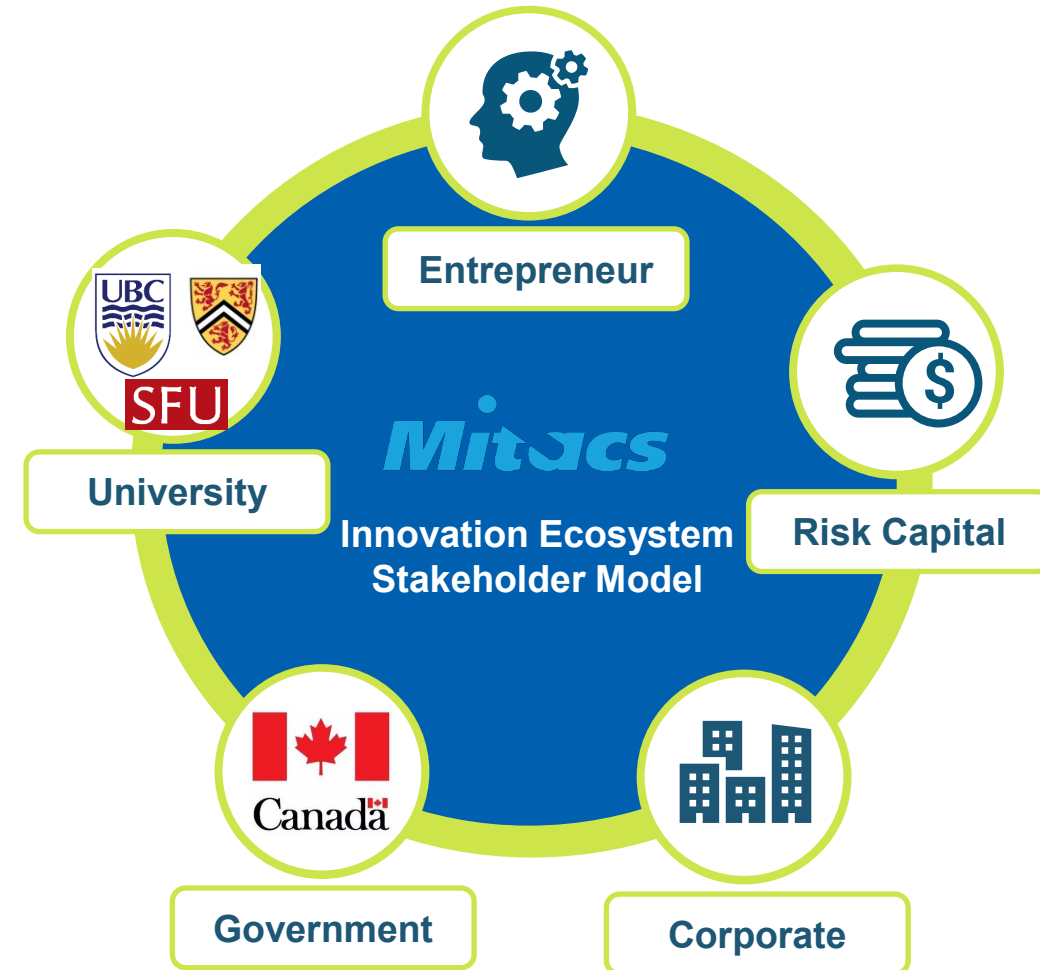 Entrepreneur
UBC
SFU
University
$
Risk Capital
Mitacs
Innovation Ecosystem
Stakeholder Model
Canada
Government
Corporate